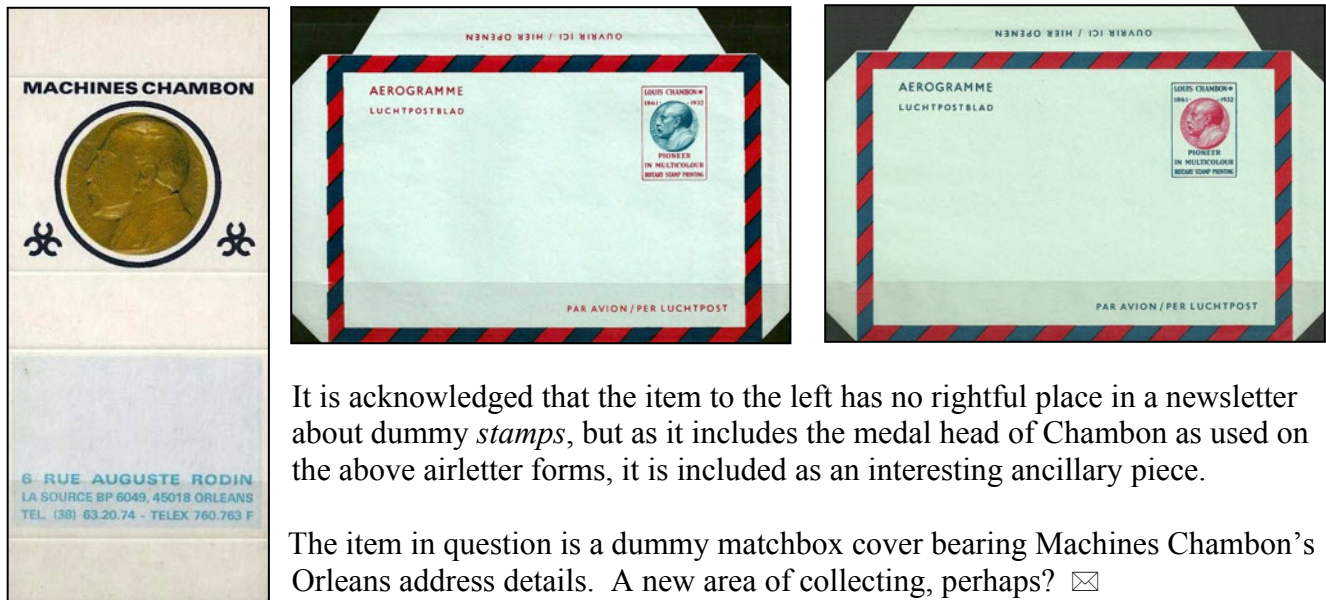 MACHINES CHAMBON
6 RUE AUGUSTE RODIN
LA SOURCE BP 6049, 45018 ORLEANS
TEL. (38) 63.20.74 - TELEX 760.763 F
OUVRIR ICI / HIER OPENEN
AEROGRAMME
LUCHTPOSTBLAD
LOUIS CHAMBON
1861- -1932
PIONEER
IN MULTICOLOUR
ROTARY STAMP PRINTING
PAR AVION/PER LUCHTPOST
OUVRIR ICI / HIER OPENEN
AEROGRAMME
LUCHTPOSTBLAD
LOUIS CHAMBON
1861- -1932
PIONEER
IN MULTICOLOUR
ROTARY STAMP PRINTING
PAR AVION/PER LUCHTPOST
It is acknowledged that the item to the left has no rightful place in a newsletter
about dummy stamps, but as it includes the medal head of Chambon as used on
the above airletter forms, it is included as an interesting ancillary piece.
The item in question is a dummy matchbox cover bearing Machines Chambon’s
Orleans address details. A new area of collecting, perhaps? ✉